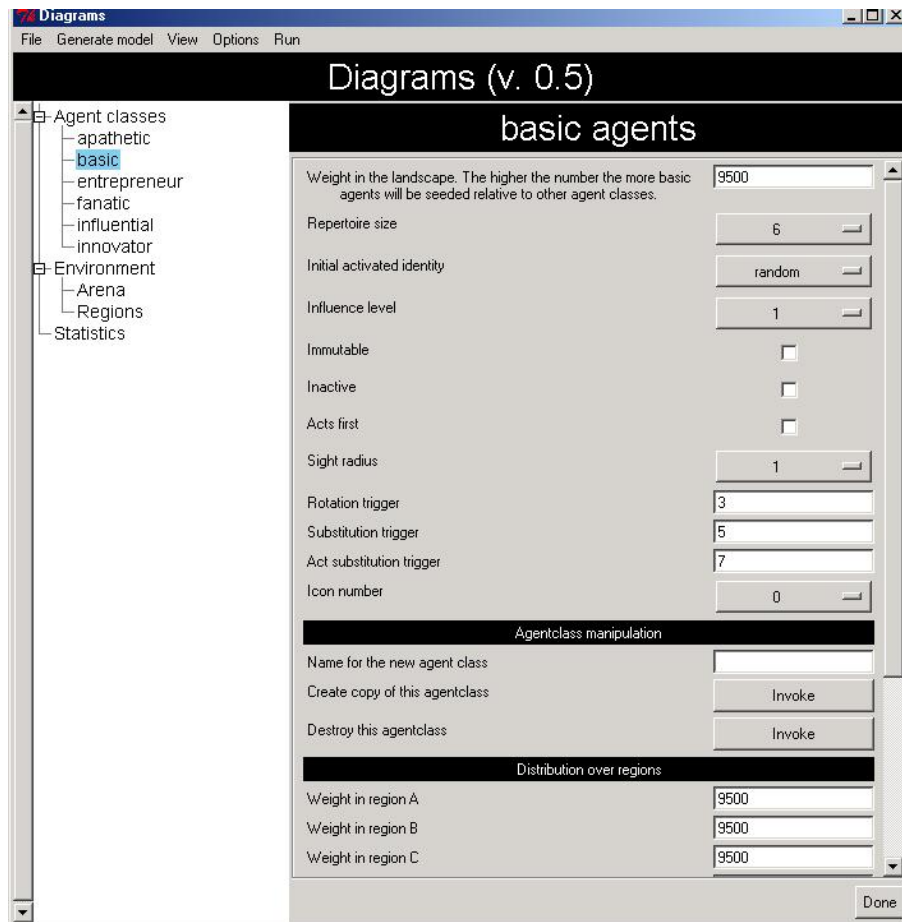 Diagrams
File Generate model View Options Run
Diagrams (v. 0.5)
Agent classes
apathetic
basic
entrepreneur
fanatic
influential
innovator
Environment
Arena
Regions
Statistics
basic agents
Weight in the landscape. The higher the number the more basic 9500
agents will be seeded relative to other agent classes.
Repertoire size 6
Initial activated identity random
Influence level 1
Immutable
Inactive
Acts first
Sight radius 1
Rotation trigger 3
Substitution trigger 5
Act substitution trigger 7
Icon number 0
Agentclass manipulation
Name for the new agent class
Create copy of this agentclass Invoke
Destroy this agentclass Invoke
Distribution over regions
Weight in region A 9500
Weight in region B 9500
Weight in region C 9500
Done